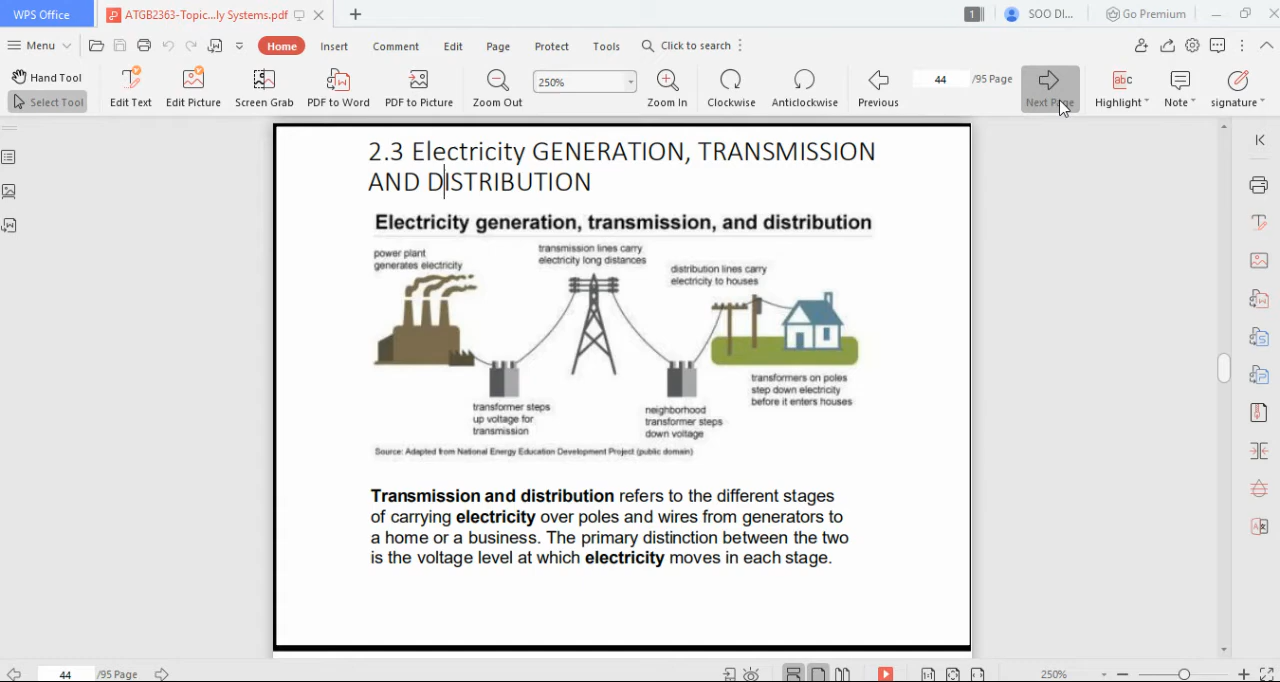 WPS Office
ATGB2363-Topic...ly Systems.pdf
1
SOO DI...
Go Premium
Menu
Home
Insert
Comment
Edit
Page
Protect
Tools
Click to search
Hand Tool
Select Tool
Edit Text
Edit Picture
Screen Grab
PDF to Word
PDF to Picture
Zoom Out
250%
Zoom In
Clockwise
Anticlockwise
Previous
44
/95 Page
Next Page
Highlight
Note
signature
2.3 Electricity GENERATION, TRANSMISSION
AND DISTRIBUTION
Electricity generation, transmission, and distribution
power plant
generates electricity
transmission lines carry
electricity long distances
distribution lines carry
electricity to houses
transformer steps
up voltage for
transmission
neighborhood
transformer steps
down voltage
transformers on poles
step down electricity
before it enters houses
Source: Adapted from National Energy Education Development Project (public domain)
Transmission and distribution refers to the different stages
of carrying electricity over poles and wires from generators to
a home or a business. The primary distinction between the two
is the voltage level at which electricity moves in each stage.
44
/95 Page
250%